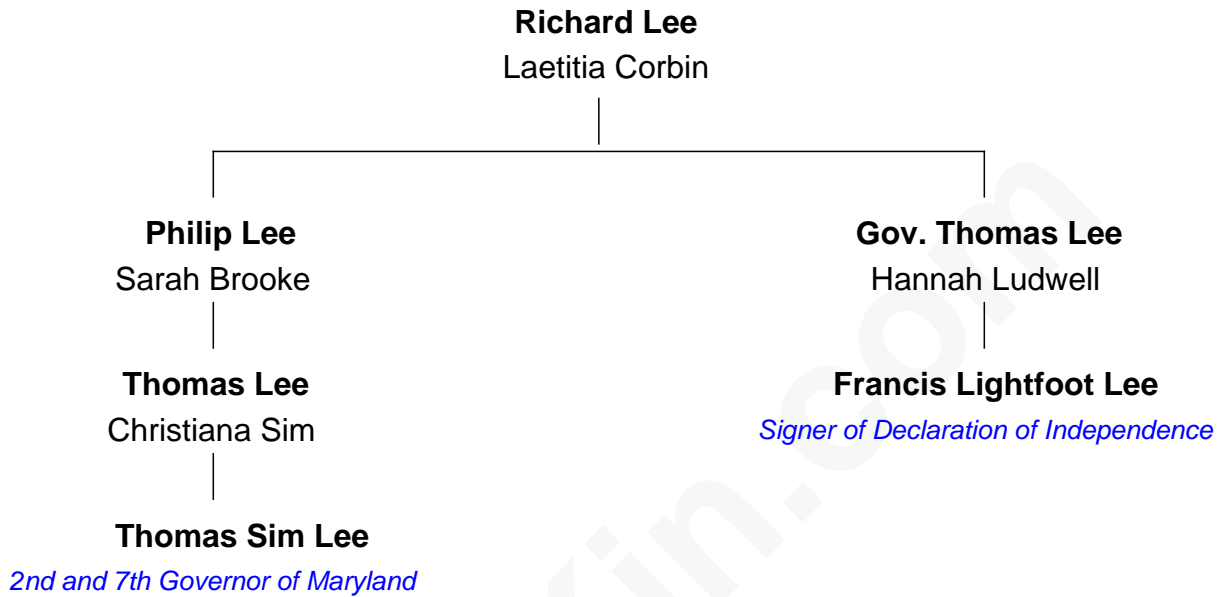 Richard Lee
Laetitia Corbin
Philip Lee
Sarah Brooke
Gov. Thomas Lee
Hannah Ludwell
Thomas Lee
Christiana Sim
Francis Lightfoot Lee
Signer of Declaration of Independence
Thomas Sim Lee
2nd and 7th Governor of Maryland